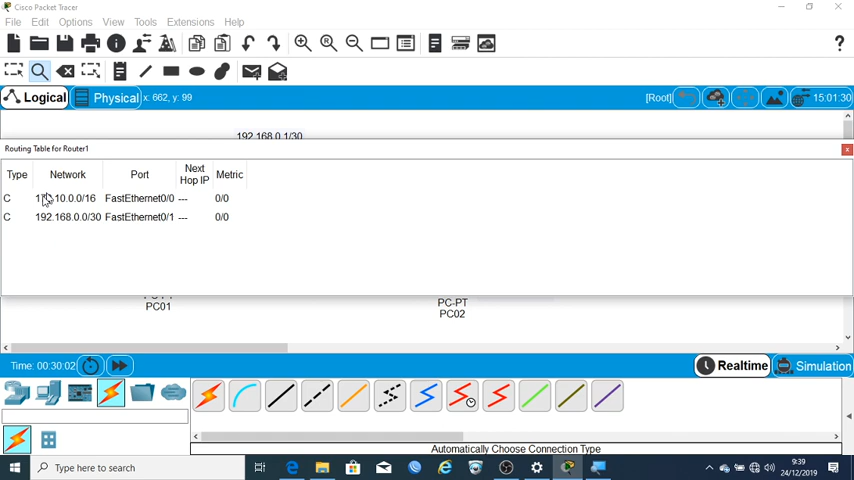 Cisco Packet Tracer
File Edit Options View Tools Extensions Help
?
Logical Physical x: 662, y: 99 [Root] 15:01:30
192.168.0.1/30
Routing Table for Router1 x
Type Network Port Next Hop IP Metric
C 10.0.0/16 FastEthernet0/0 --- 0/0
C 192.168.0.0/30 FastEthernet0/1 --- 0/0
PC01
PC-PT
PC02
Time: 00:30:02 Realtime Simulation
Automatically Choose Connection Type
Type here to search
9:39
24/12/2019